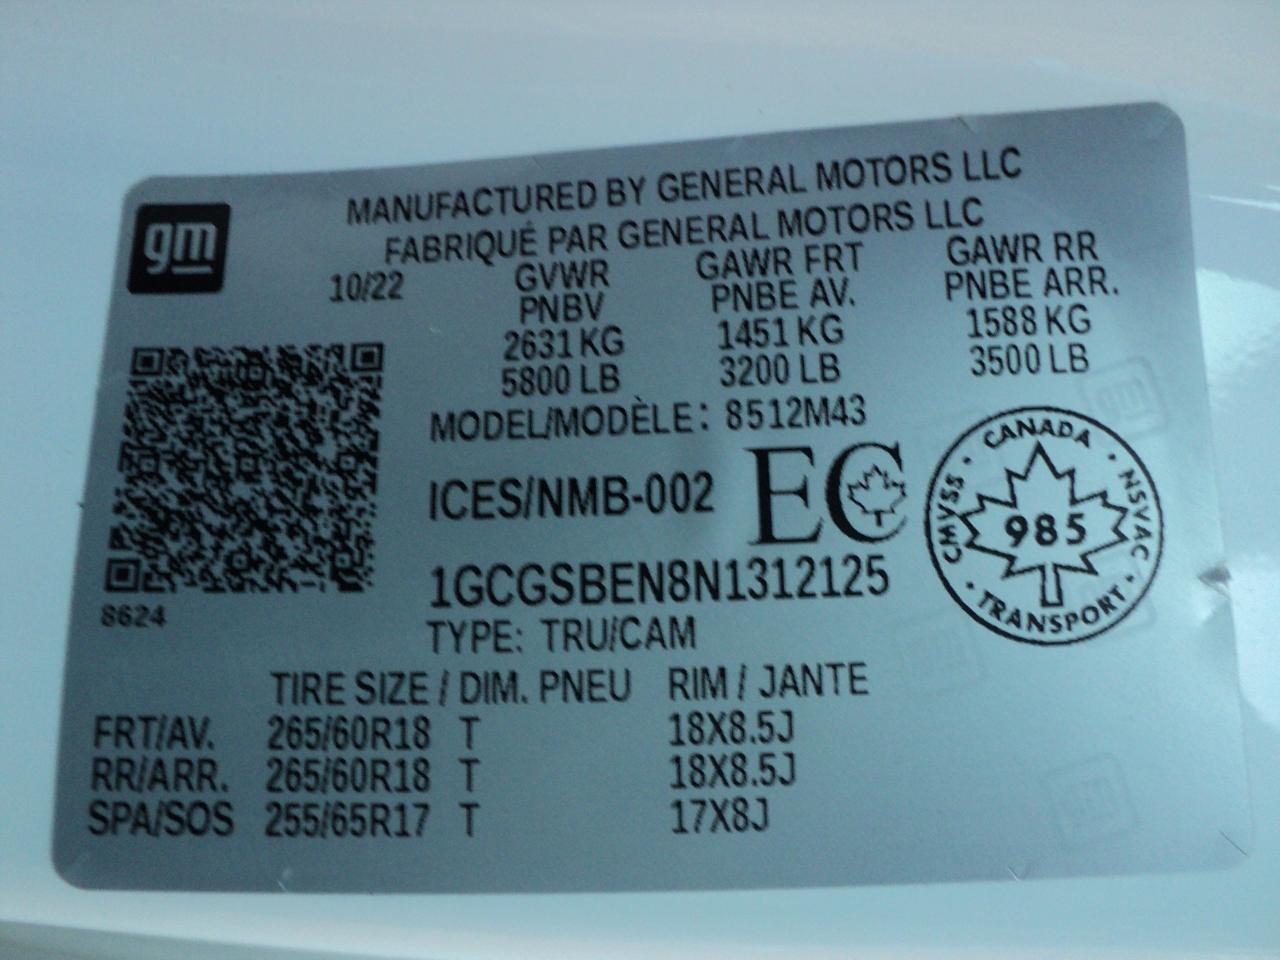 gm
MANUFACTURED BY GENERAL MOTORS LLC
FABRIQUÉ PAR GENERAL MOTORS LLC
10/22 GVWR GAWR FRT GAWR RR
PNBV PNBE AV. PNBE ARR.
2631 KG 1451 KG 1588 KG
5800 LB 3200 LB 3500 LB
MODEL/MODÈLE: 8512M43
ICES/NMB-002 EC
CANADA
CMVSS 985 NSVAC
TRANSPORT
1GCGSBEN8N1312125
8624
TYPE: TRU/CAM
TIRE SIZE / DIM. PNEU RIM / JANTE
FRT/AV. 265/60R18 T 18X8.5J
RR/ARR. 265/60R18 T 18X8.5J
SPA/SOS 255/65R17 T 17X8J